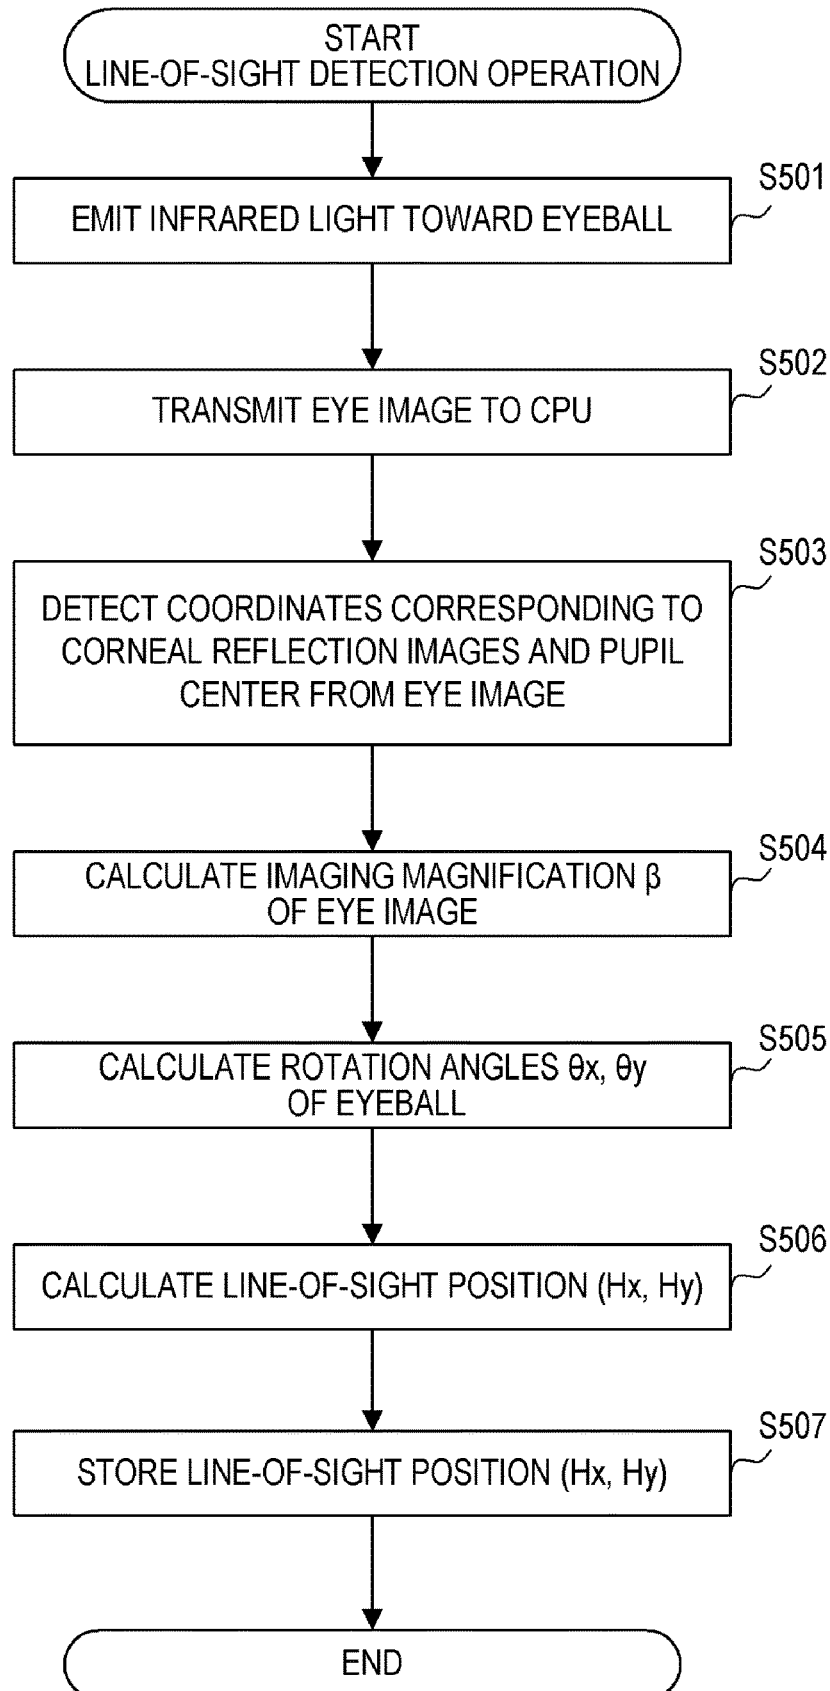 START
LINE-OF-SIGHT DETECTION OPERATION
S501
EMIT INFRARED LIGHT TOWARD EYEBALL
S502
TRANSMIT EYE IMAGE TO CPU
S503
DETECT COORDINATES CORRESPONDING TO
CORNEAL REFLECTION IMAGES AND PUPIL
CENTER FROM EYE IMAGE
S504
CALCULATE IMAGING MAGNIFICATION β
OF EYE IMAGE
S505
CALCULATE ROTATION ANGLES θx, θy
OF EYEBALL
S506
CALCULATE LINE-OF-SIGHT POSITION (Hx, Hy)
S507
STORE LINE-OF-SIGHT POSITION (Hx, Hy)
END